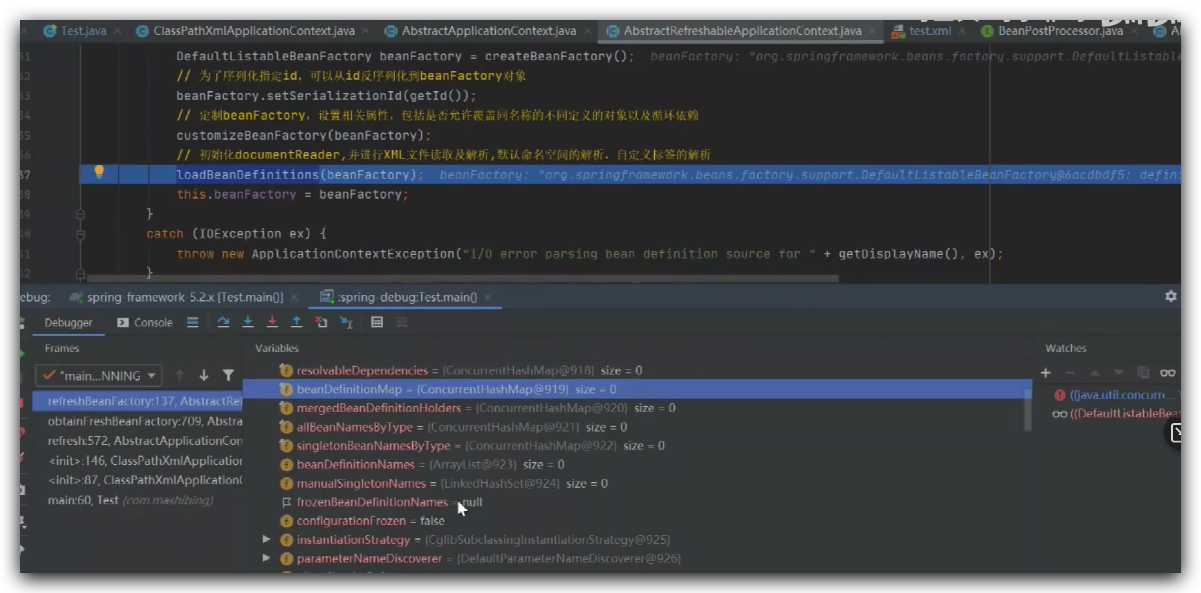 Test.java ClassPathXmlApplicationContext.java AbstractApplicationContext.java AbstractRefreshableApplicationContext.java test.xml BeanPostProcessor.java
DefaultListableBeanFactory beanFactory = createBeanFactory(); beanFactory: "org.springframework.beans.factory.support.DefaultListable
// 为了序列化指定id，可以从id反序列化到beanFactory对象
beanFactory.setSerializationId(getId());
// 定制beanFactory，设置相关属性，包括是否允许覆盖同名称的不同定义的对象以及循环依赖
customizeBeanFactory(beanFactory);
// 初始化documentReader,并进行XML文件读取及解析,默认命名空间的解析，自定义标签的解析
loadBeanDefinitions(beanFactory); beanFactory: "org.springframework.beans.factory.support.DefaultListableBeanFactory@6acdbdf5: defini
this.beanFactory = beanFactory;
}
catch (IOException ex) {
throw new ApplicationContextException("I/O error parsing bean definition source for " + getDisplayName(), ex);
}
ebug: spring-framework-5.2.x [Test.main()] :spring-debug:Test.main()
Debugger Console
Frames
Variables
Watches
"main...NNING
refreshBeanFactory:137, AbstractRef
obtainFreshBeanFactory:709, Abstra
refresh:572, AbstractApplicationCon
<init>:146, ClassPathXmlApplication
<init>:87, ClassPathXmlApplication
main:60, Test (com.mashibing)
resolvableDependencies = {ConcurrentHashMap@918} size = 0
beanDefinitionMap = {ConcurrentHashMap@919} size = 0
mergedBeanDefinitionHolders = {ConcurrentHashMap@920} size = 0
allBeanNamesByType = {ConcurrentHashMap@921} size = 0
singletonBeanNamesByType = {ConcurrentHashMap@922} size = 0
beanDefinitionNames = {ArrayList@923} size = 0
manualSingletonNames = {LinkedHashSet@924} size = 0
frozenBeanDefinitionNames = null
configurationFrozen = false
instantiationStrategy = {CglibSubclassingInstantiationStrategy@925}
parameterNameDiscoverer = {DefaultParameterNameDiscoverer@926}
((java.util.concurre...
((DefaultListableBea